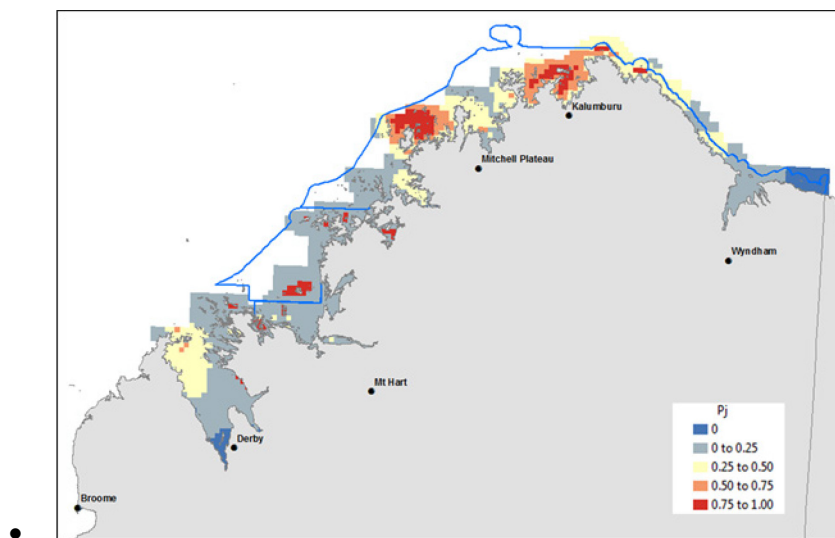 Kalumburu
Mitchell Plateau
Wyndham
Mt Hart
Derby
Broome
Pj
0
0 to 0.25
0.25 to 0.50
0.50 to 0.75
0.75 to 1.00